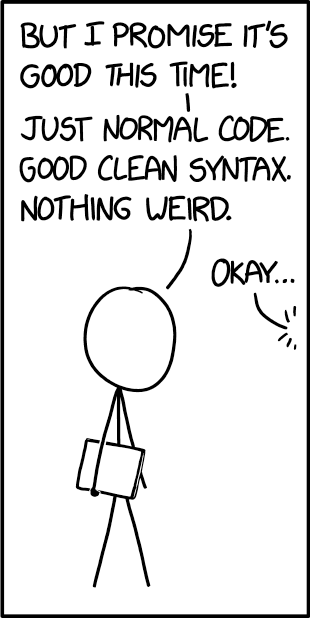 BUT I PROMISE IT'S
GOOD THIS TIME!
JUST NORMAL CODE.
GOOD CLEAN SYNTAX.
NOTHING WEIRD.
OKAY...